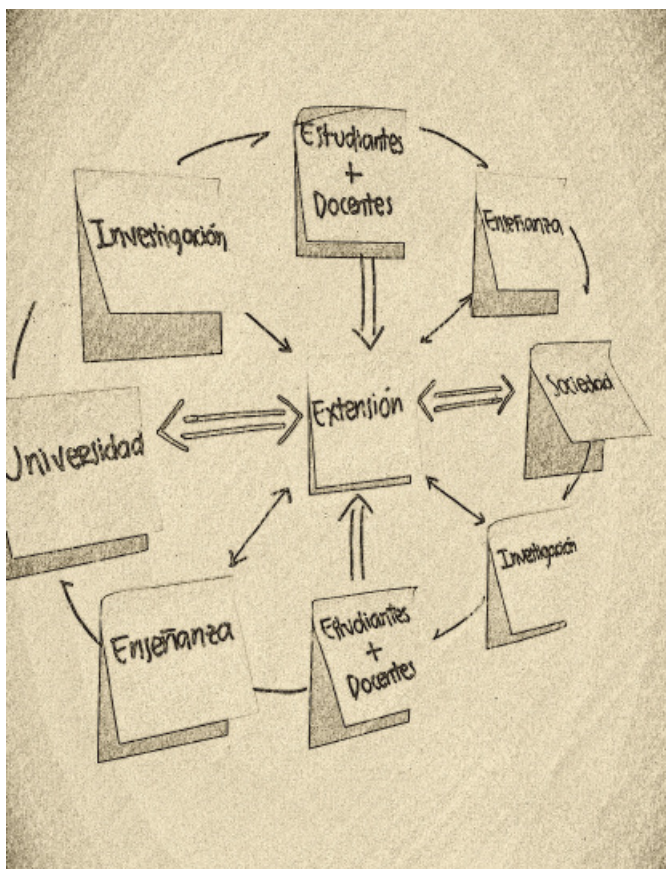 Estudiantes
+
Docentes
Investigación
Enseñanza
Sociedad
Extensión
Universidad
Investigación
Enseñanza
Estudiantes
+
Docentes